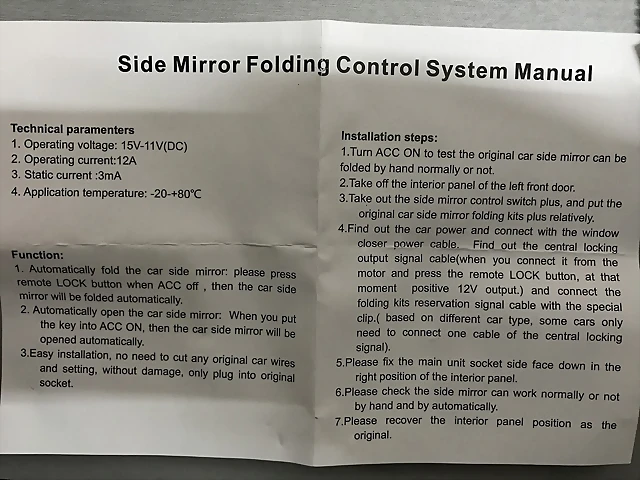 Side Mirror Folding Control System Manual
Technical paramenters
1. Operating voltage: 15V-11V(DC)
2. Operating current:12A
3. Static current :3mA
4. Application temperature: -20-+80℃
Function:
1. Automatically fold the car side mirror: please press
remote LOCK button when ACC off , then the car side
mirror will be folded automatically.
2. Automatically open the car side mirror: When you put
the key into ACC ON, then the car side mirror will be
opened automatically.
3.Easy installation, no need to cut any original car wires
and setting, without damage, only plug into original
socket.
Installation steps:
1.Turn ACC ON to test the original car side mirror can be
folded by hand normally or not.
2.Take off the interior panel of the left front door.
3.Take out the side mirror control switch plus, and put the
original car side mirror folding kits plus relatively.
4.Find out the car power and connect with the window
closer power cable. Find out the central locking
output signal cable(when you connect it from the
motor and press the remote LOCK button, at that
moment positive 12V output.) and connect the
folding kits reservation signal cable with the special
clip.( based on different car type, some cars only
need to connect one cable of the central locking
signal).
5.Please fix the main unit socket side face down in the
right position of the interior panel.
6.Please check the side mirror can work normally or not
by hand and by automatically.
7.Please recover the interior panel position as the
original.